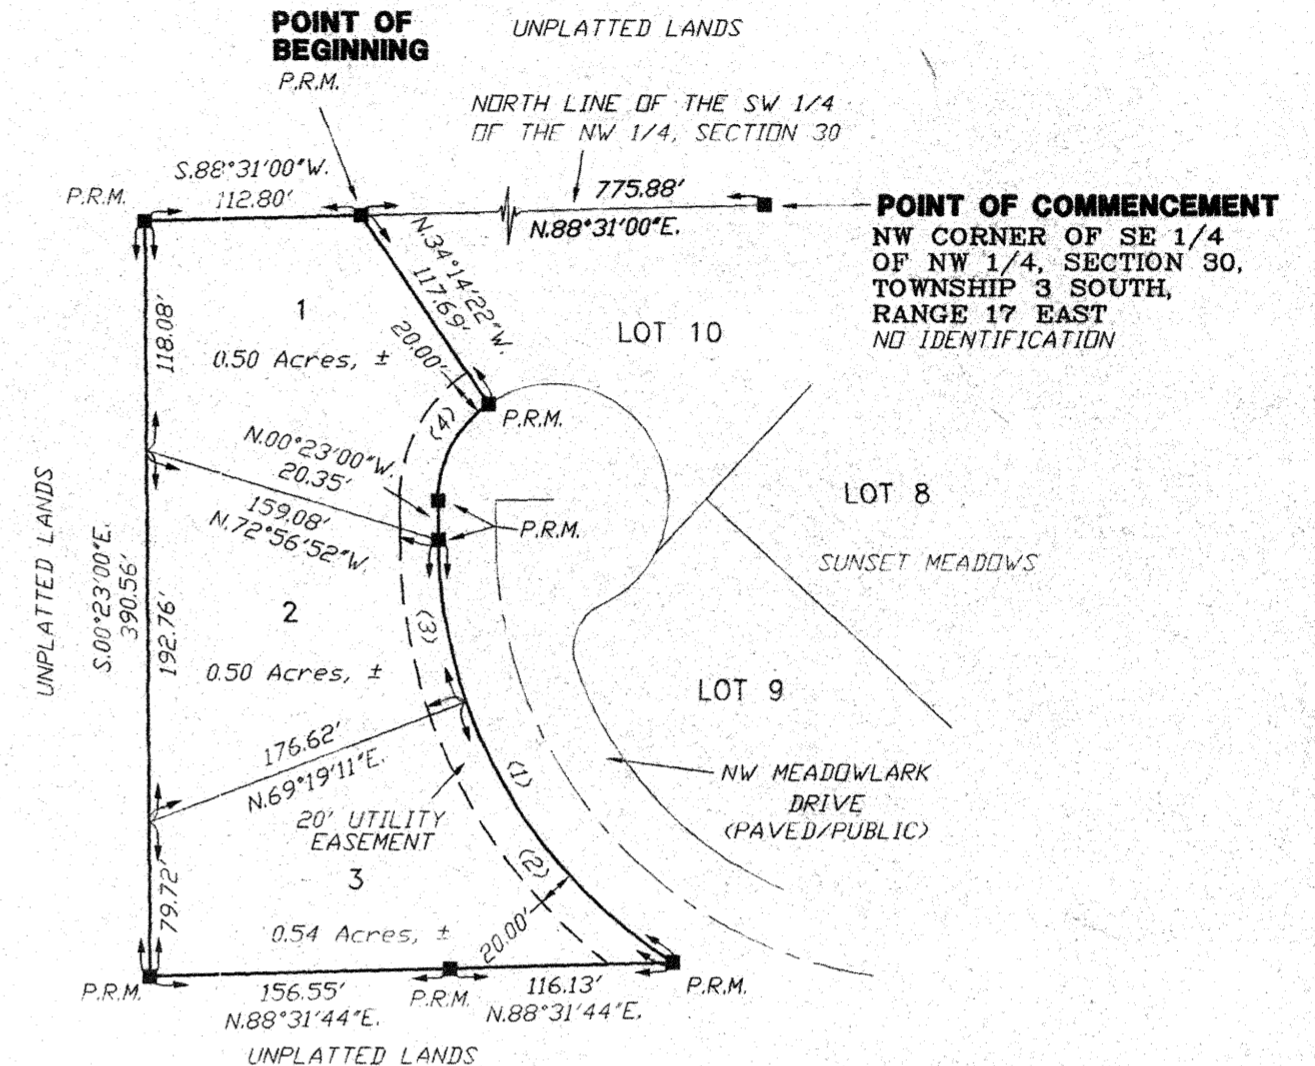 POINT OF
BEGINNING
P.R.M.
UNPLATTED LANDS
NORTH LINE OF THE SW 1/4
OF THE NW 1/4, SECTION 30
S.88°31'00"W.
112.80'
P.R.M.
775.88'
N.88°31'00"E.
POINT OF COMMENCEMENT
NW CORNER OF SE 1/4
OF NW 1/4, SECTION 30,
TOWNSHIP 3 SOUTH,
RANGE 17 EAST
NO IDENTIFICATION
N.34°14'22"W.
117.69'
20.00'
118.08'
1
0.50 Acres, ±
LOT 10
P.R.M.
(4)
N.00°23'00"W.
20.35'
159.08'
N.72°56'52"W.
P.R.M.
LOT 8
SUNSET MEADOWS
UNPLATTED LANDS
S.00°23'00"E.
390.56'
192.76'
2
0.50 Acres, ±
(3)
LOT 9
176.62'
N.69°19'11"E.
(1)
NW MEADOWLARK
DRIVE
(PAVED/PUBLIC)
20' UTILITY
EASEMENT
(2)
3
79.72'
0.54 Acres, ±
20.00'
P.R.M.
156.55'
N.88°31'44"E.
P.R.M.
116.13'
N.88°31'44"E.
P.R.M.
UNPLATTED LANDS